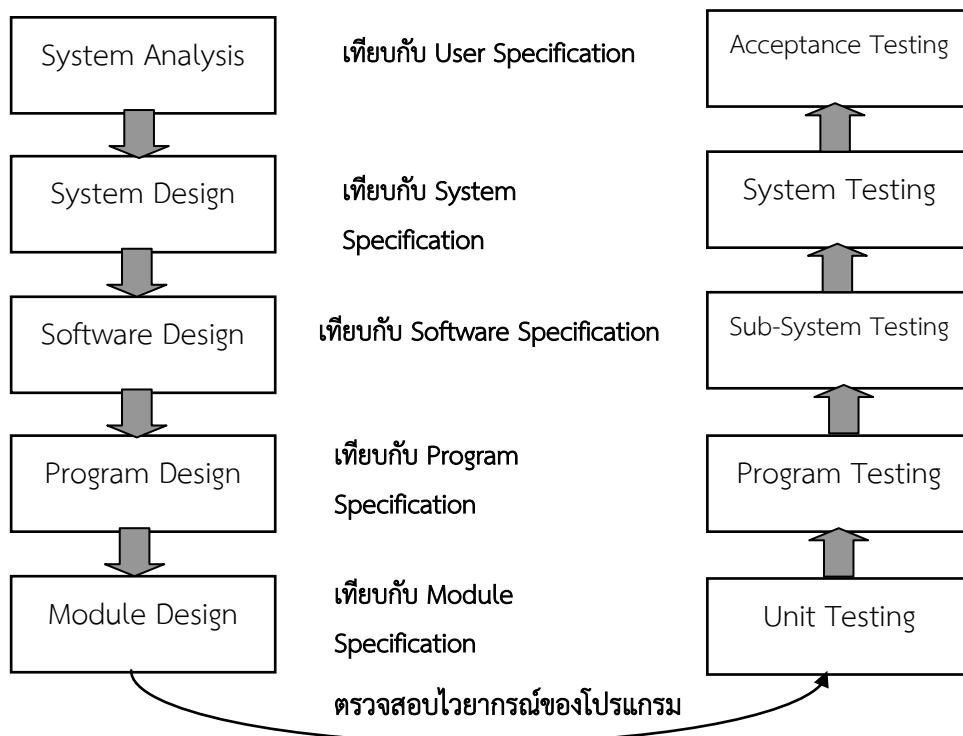 System Analysis
เทียบกับ User Specification
Acceptance Testing
System Design
เทียบกับ System
Specification
System Testing
Software Design
เทียบกับ Software Specification
Sub-System Testing
Program Design
เทียบกับ Program
Specification
Program Testing
Module Design
เทียบกับ Module
Specification
Unit Testing
ตรวจสอบไวยากรณ์ของโปรแกรม